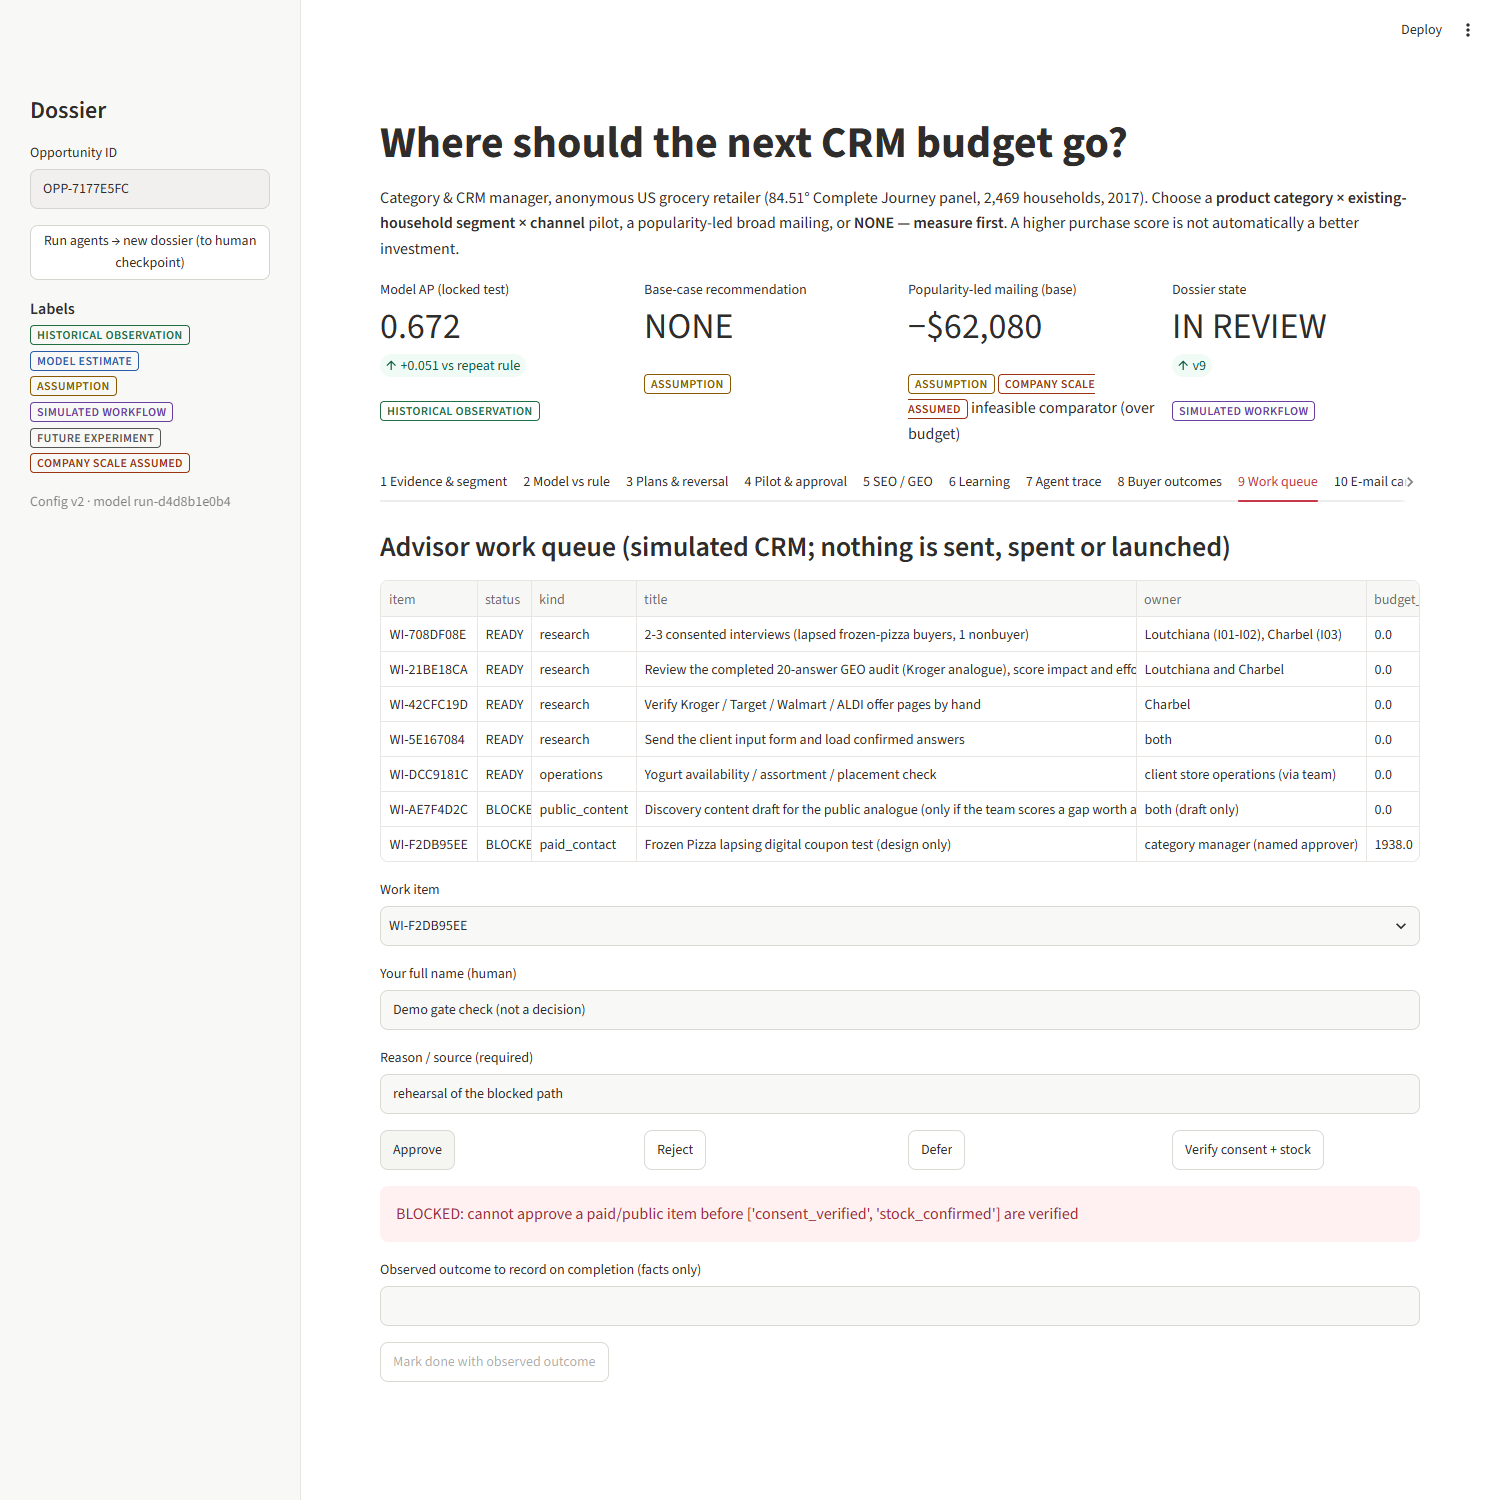 Deploy
Dossier
Opportunity ID
OPP-7177E5FC
Run agents → new dossier (to human
checkpoint)
Labels
HISTORICAL OBSERVATION
MODEL ESTIMATE
ASSUMPTION
SIMULATED WORKFLOW
FUTURE EXPERIMENT
COMPANY SCALE ASSUMED
Config v2 · model run-d4d8b1e0b4
Where should the next CRM budget go?
Category & CRM manager, anonymous US grocery retailer (84.51° Complete Journey panel, 2,469 households, 2017). Choose a product category × existing-
household segment × channel pilot, a popularity-led broad mailing, or NONE — measure first. A higher purchase score is not automatically a better
investment.
Model AP (locked test)
0.672
↑ +0.051 vs repeat rule
HISTORICAL OBSERVATION
Base-case recommendation
NONE
ASSUMPTION
Popularity-led mailing (base)
−$62,080
ASSUMPTION COMPANY SCALE
ASSUMED infeasible comparator (over
budget)
Dossier state
IN REVIEW
↑ v9
SIMULATED WORKFLOW
1 Evidence & segment 2 Model vs rule 3 Plans & reversal 4 Pilot & approval 5 SEO / GEO 6 Learning 7 Agent trace 8 Buyer outcomes 9 Work queue 10 E-mail ca
Advisor work queue (simulated CRM; nothing is sent, spent or launched)
item status kind title owner budget_
WI-708DF08E READY research 2-3 consented interviews (lapsed frozen-pizza buyers, 1 nonbuyer) Loutchiana (I01-I02), Charbel (I03) 0.0
WI-21BE18CA READY research Review the completed 20-answer GEO audit (Kroger analogue), score impact and effo Loutchiana and Charbel 0.0
WI-42CFC19D READY research Verify Kroger / Target / Walmart / ALDI offer pages by hand Charbel 0.0
WI-5E167084 READY research Send the client input form and load confirmed answers both 0.0
WI-DCC9181C READY operations Yogurt availability / assortment / placement check client store operations (via team) 0.0
WI-AE7F4D2C BLOCKE public_content Discovery content draft for the public analogue (only if the team scores a gap worth a both (draft only) 0.0
WI-F2DB95EE BLOCKE paid_contact Frozen Pizza lapsing digital coupon test (design only) category manager (named approver) 1938.0
Work item
WI-F2DB95EE
Your full name (human)
Demo gate check (not a decision)
Reason / source (required)
rehearsal of the blocked path
Approve Reject Defer Verify consent + stock
BLOCKED: cannot approve a paid/public item before ['consent_verified', 'stock_confirmed'] are verified
Observed outcome to record on completion (facts only)
Mark done with observed outcome